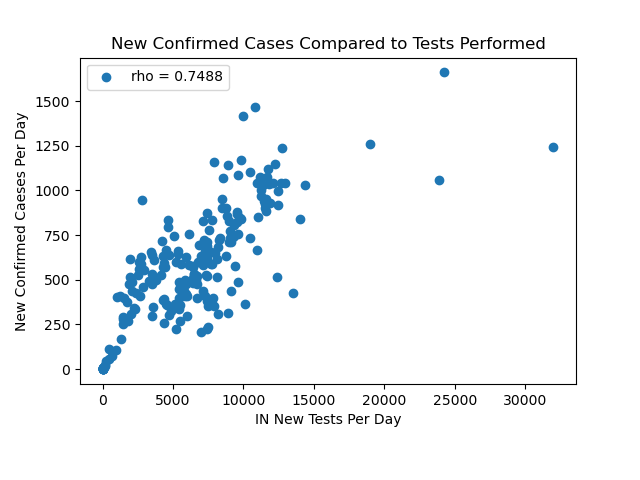 New Confirmed Cases Compared to Tests Performed
rho = 0.7488
New Confirmed Caeses Per Day
1500
1250
1000
750
500
250
0
0 5000 10000 15000 20000 25000 30000
IN New Tests Per Day